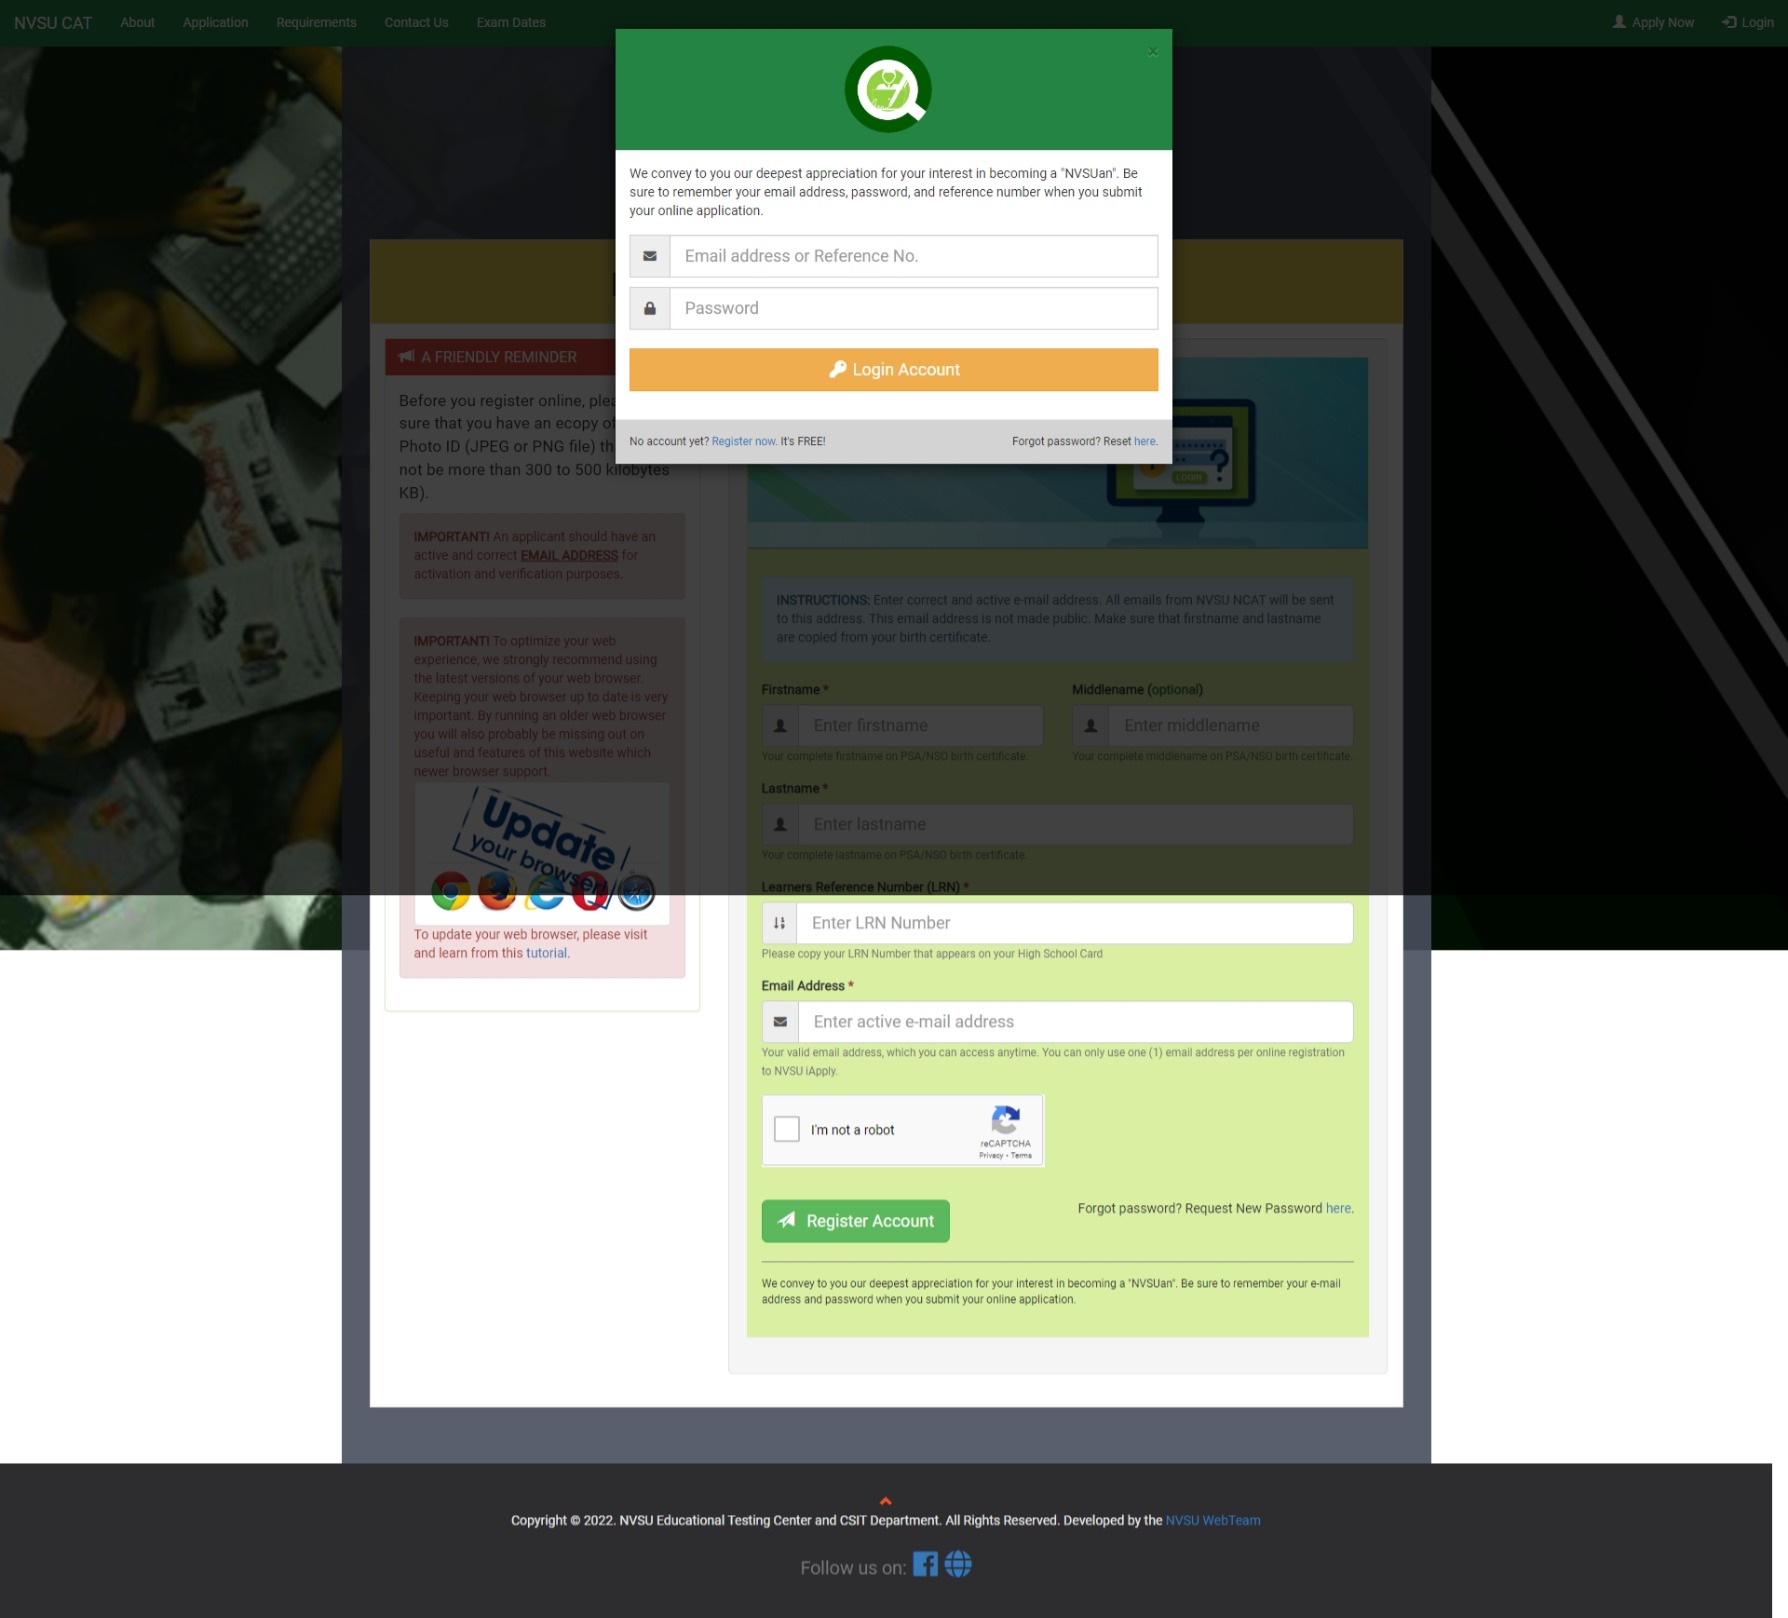 NVSU CAT
About
Application
Requirements
Contact Us
Exam Dates
Apply Now
Login
×
We convey to you our deepest appreciation for your interest in becoming a "NVSUan". Be
sure to remember your email address, password, and reference number when you submit
your online application.
Email address or Reference No.
Password
Login Account
No account yet? Register now. It's FREE!
Forgot password? Reset here.
A FRIENDLY REMINDER
Before you register online,
sure that you have an ecopy of
Photo ID (JPEG or PNG file)
not be more than 300 to 500 kilobytes
KB).
IMPORTANT! An applicant should have an
active and correct EMAIL ADDRESS for
activation and verification purposes.
IMPORTANT! To optimize your web
experience, we strongly recommend using
the latest versions of your web browser.
Keeping your web browser up to date is very
important. By running an older web browser
you will also probably be missing out on
useful and features of this website which
newer browser support.
Update
your browser
To update your web browser, please visit
and learn from this tutorial.
?
LOGIN
INSTRUCTIONS: Enter correct and active e-mail address. All emails from NVSU NCAT will be sent
to this address. This email address is not made public. Make sure that firstname and lastname
are copied from your birth certificate.
Firstname *
Enter firstname
Your complete firstname on PSA/NSO birth certificate.
Middlename (optional)
Enter middlename
Your complete middlename on PSA/NSO birth certificate.
Lastname *
Enter lastname
Your complete lastname on PSA/NSO birth certificate.
Learners Reference Number (LRN) *
Enter LRN Number
Please copy your LRN Number that appears on your High School Card
Email Address *
Enter active e-mail address
Your valid email address, which you can access anytime. You can only use one (1) email address per online registration
to NVSU iApply.
I'm not a robot
reCAPTCHA
Privacy - Terms
Register Account
Forgot password? Request New Password here.
We convey to you our deepest appreciation for your interest in becoming a "NVSUan". Be sure to remember your e-mail
address and password when you submit your online application.
Copyright © 2022. NVSU Educational Testing Center and CSIT Department. All Rights Reserved. Developed by the NVSU WebTeam
Follow us on: